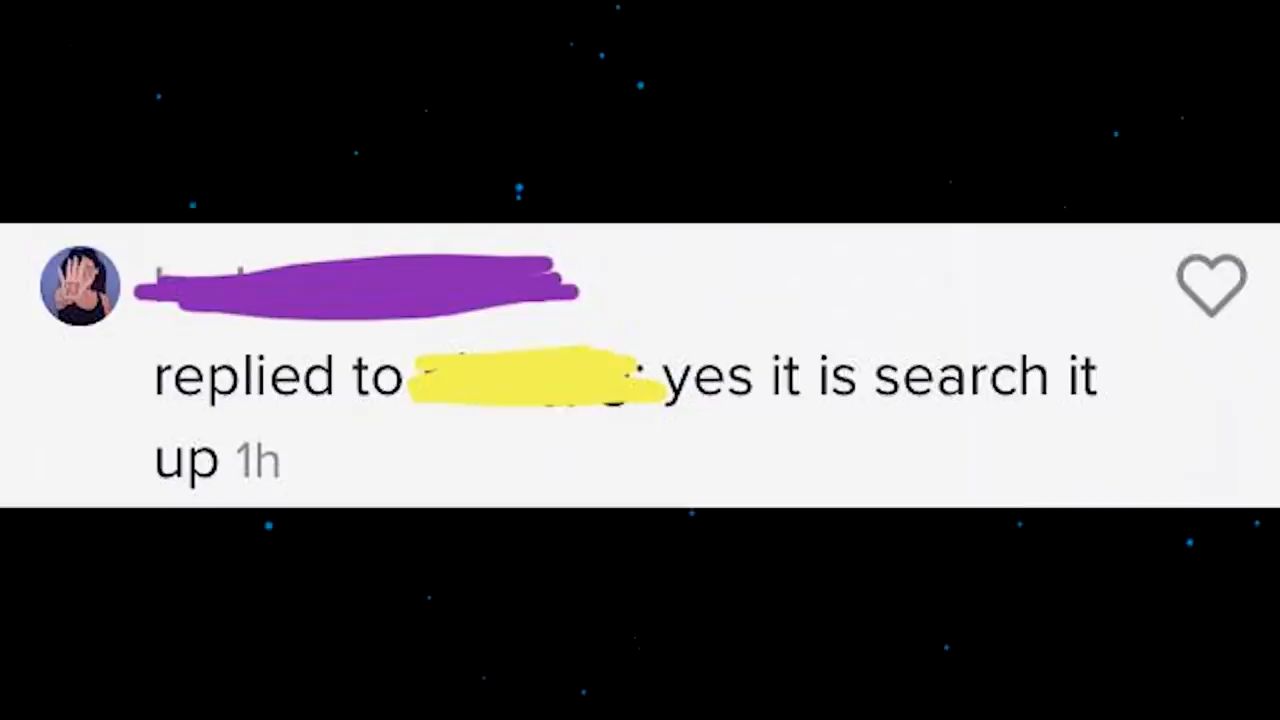 replied to : yes it is search it
up 1h